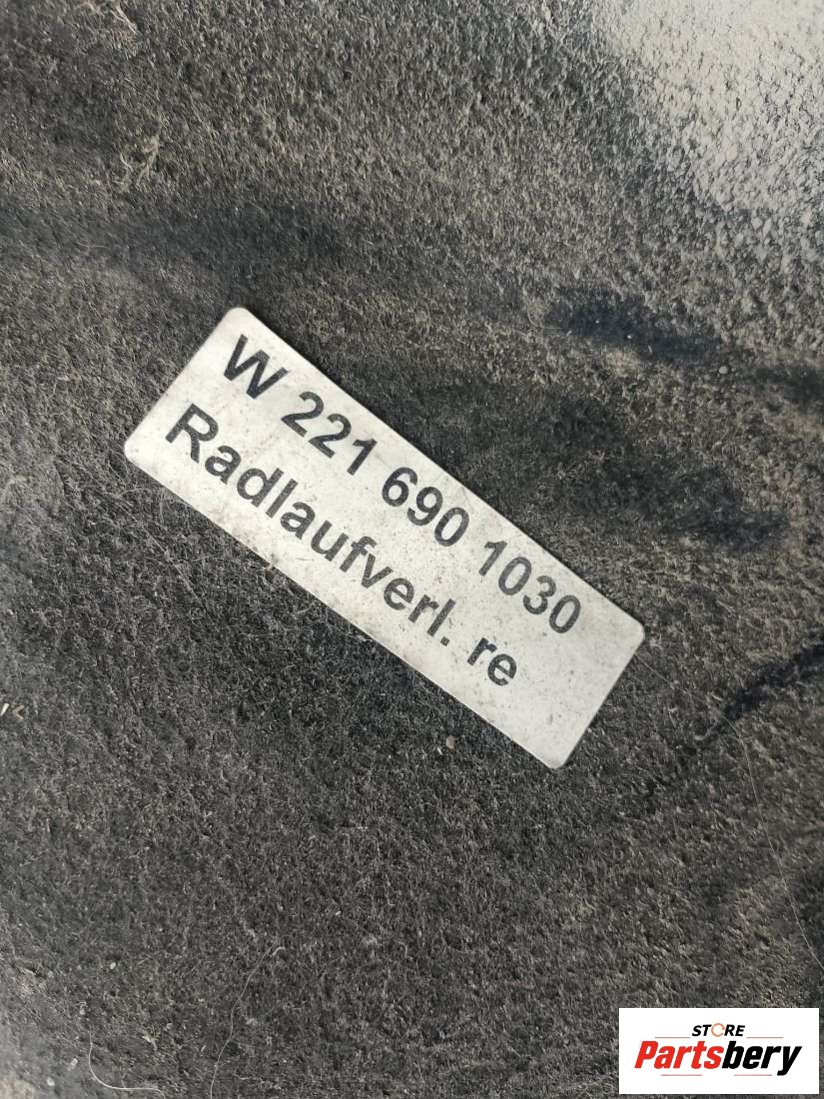 W 221 690 1030
Radlaufverl. re
STORE
Partsbery